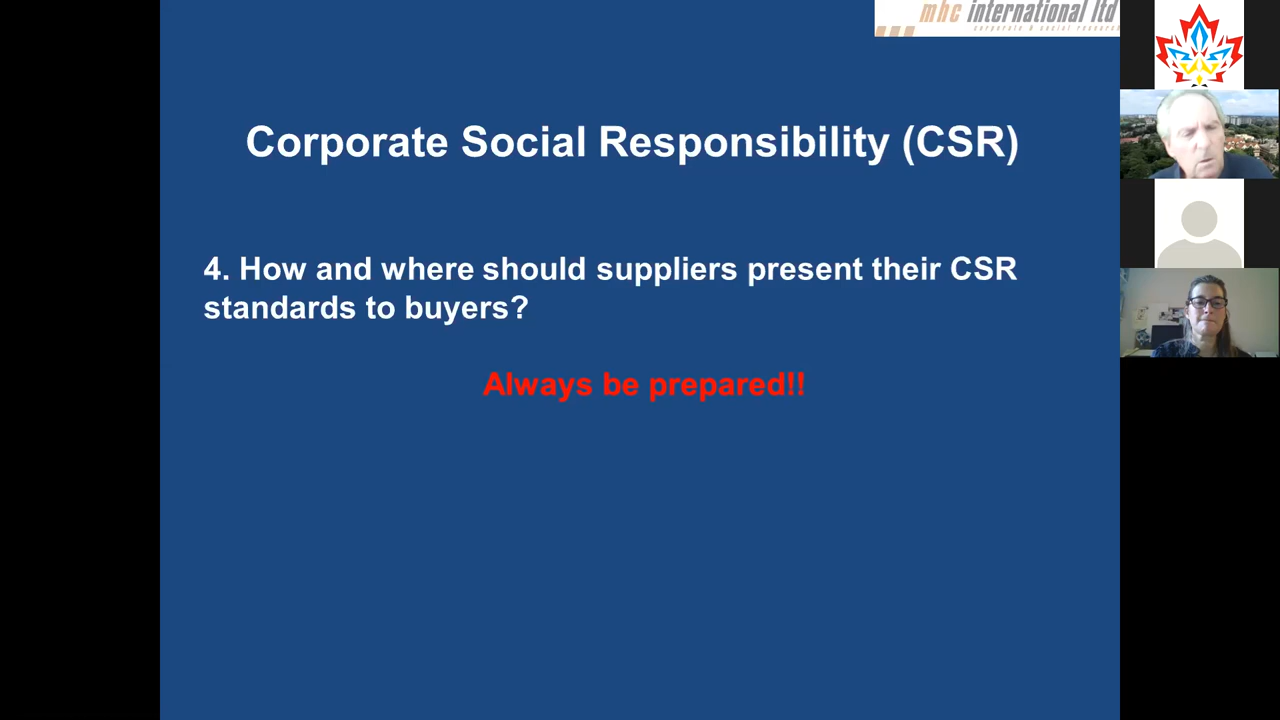 mhc international ltd
Corporate Social Responsibility (CSR)
4. How and where should suppliers present their CSR
standards to buyers?
Always be prepared!!